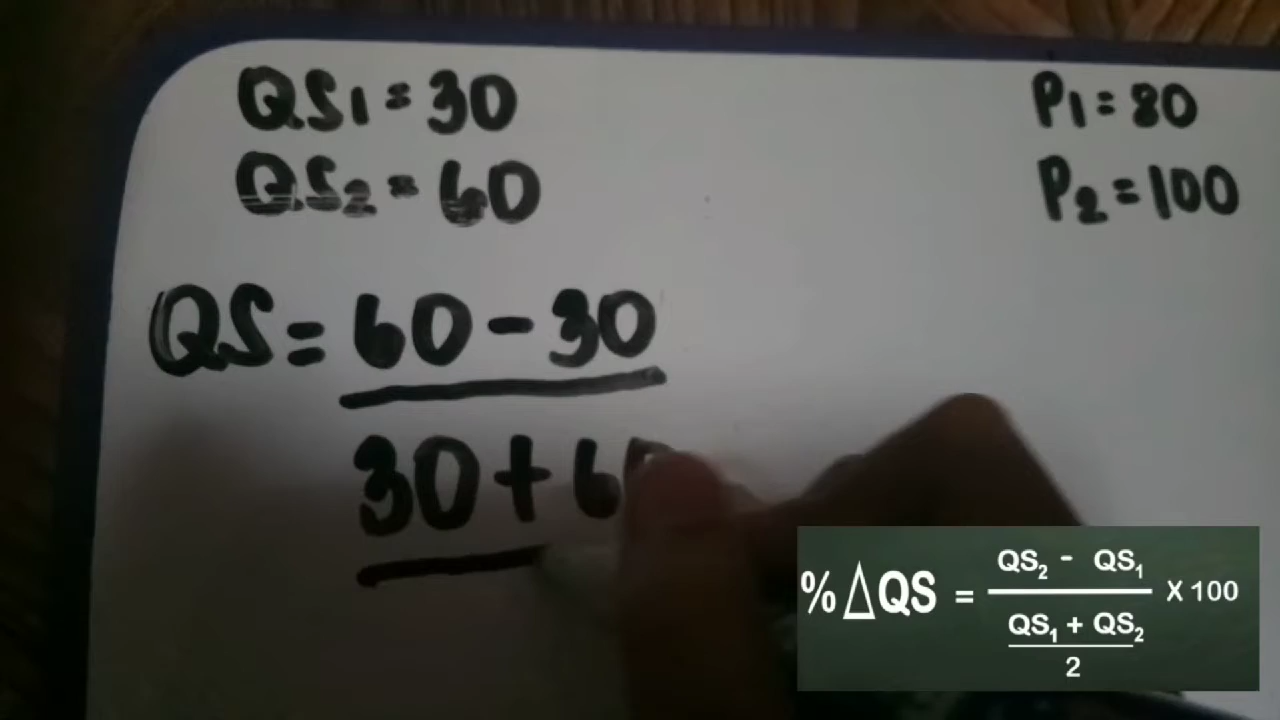 QS1 = 30
QS2 = 60
P1 = 80
P2 = 100
QS = 60 - 30
30 + 6
%△QS = QS₂ - QS₁ X 100
QS₁ + QS₂
2